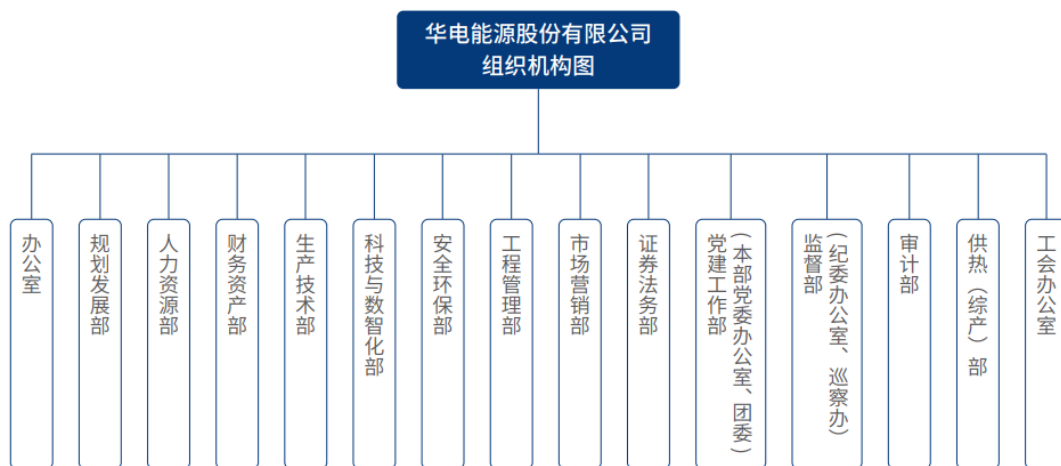 华电能源股份有限公司
组织机构图
办公室
规划发展部
人力资源部
财务资产部
生产技术部
科技与数智化部
安全环保部
工程管理部
市场营销部
证券法务部
党建工作部
(本部党委办公室、团委)
监督部
(纪委办公室、巡察办)
审计部
供热(综产)部
工会办公室